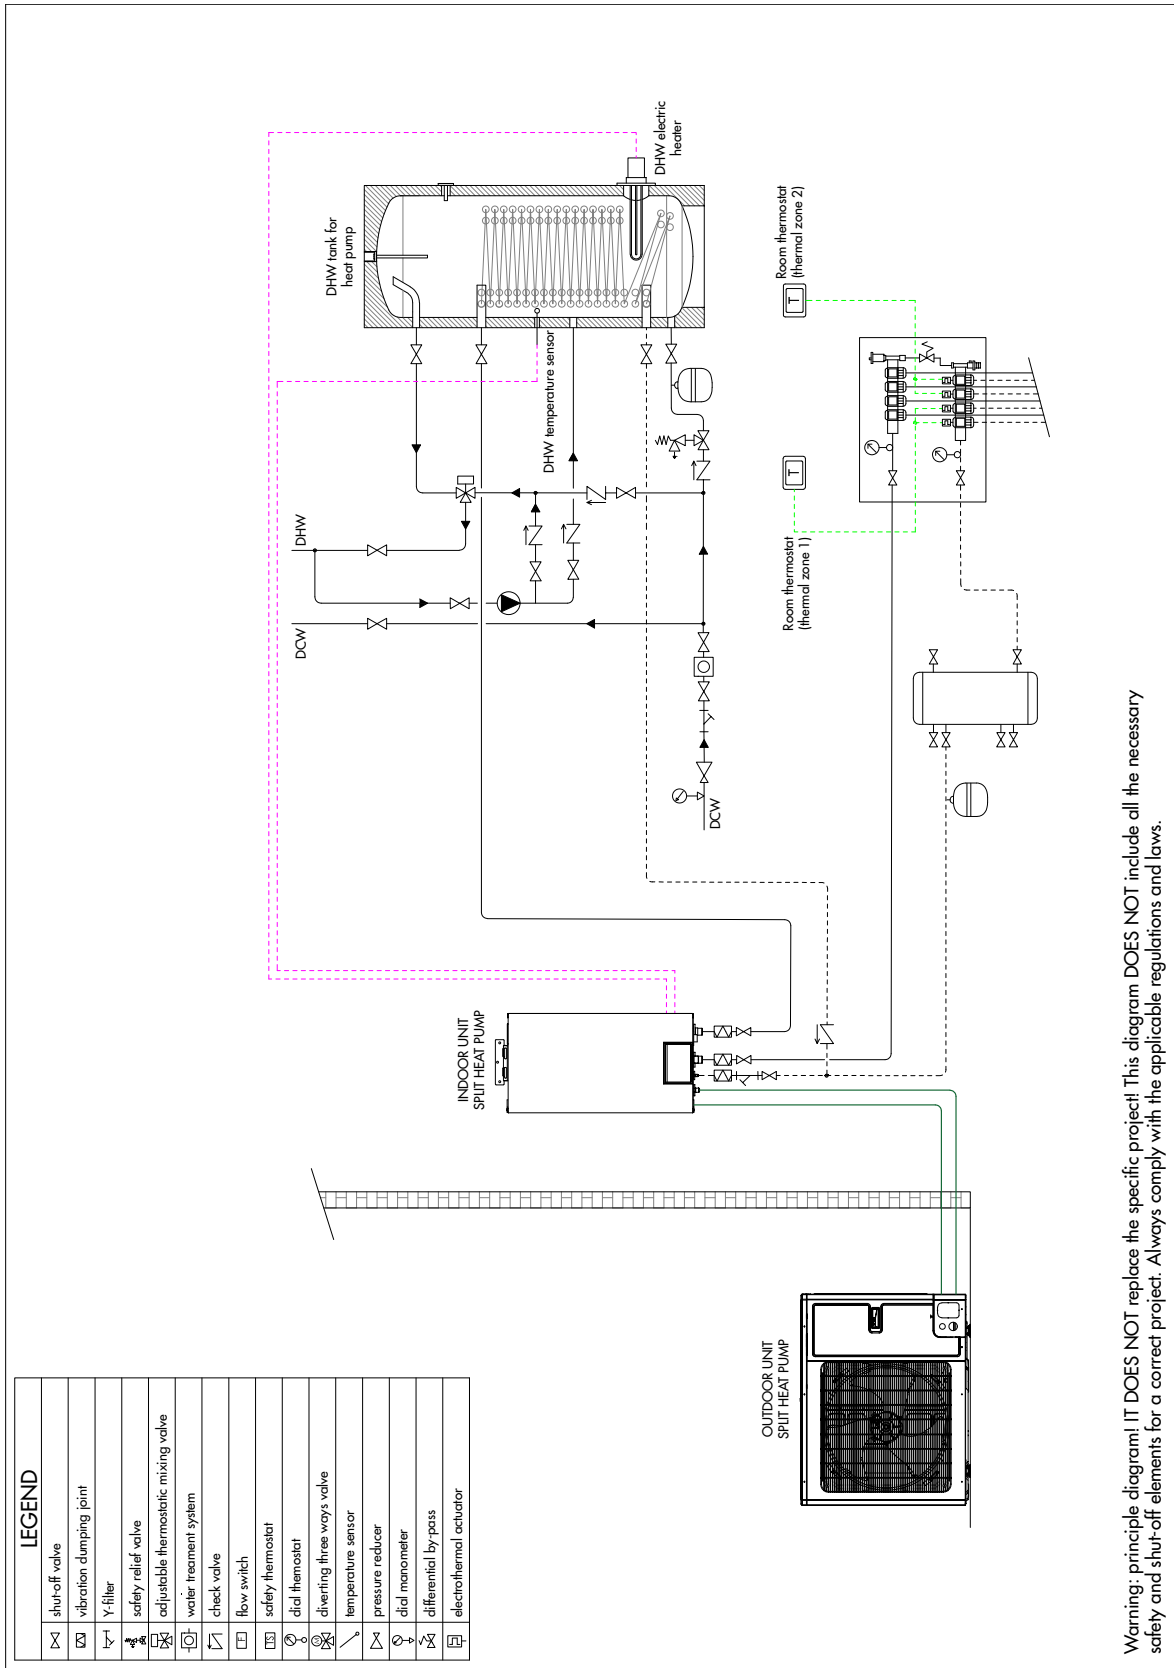 DHW electric
heater
DHW tank for
heat pump
DHW temperature sensor
Room thermostat
(thermal zone 2)
T
T
Room thermostat
(thermal zone 1)
DHW
DCW
DCW
INDOOR UNIT
SPLIT HEAT PUMP
OUTDOOR UNIT
SPLIT HEAT PUMP
LEGEND
shut-off valve
vibration dumping joint
Y-filter
safety relief valve
adjustable thermostatic mixing valve
water treament system
check valve
F flow switch
TS safety thermostat
dial themostat
M diverting three ways valve
temperature sensor
pressure reducer
dial manometer
differential by-pass
electrothermal actuator
Warning: principle diagram! IT DOES NOT replace the specific project! This diagram DOES NOT include all the necessary
safety and shut-off elements for a correct project. Always comply with the applicable regulations and laws.